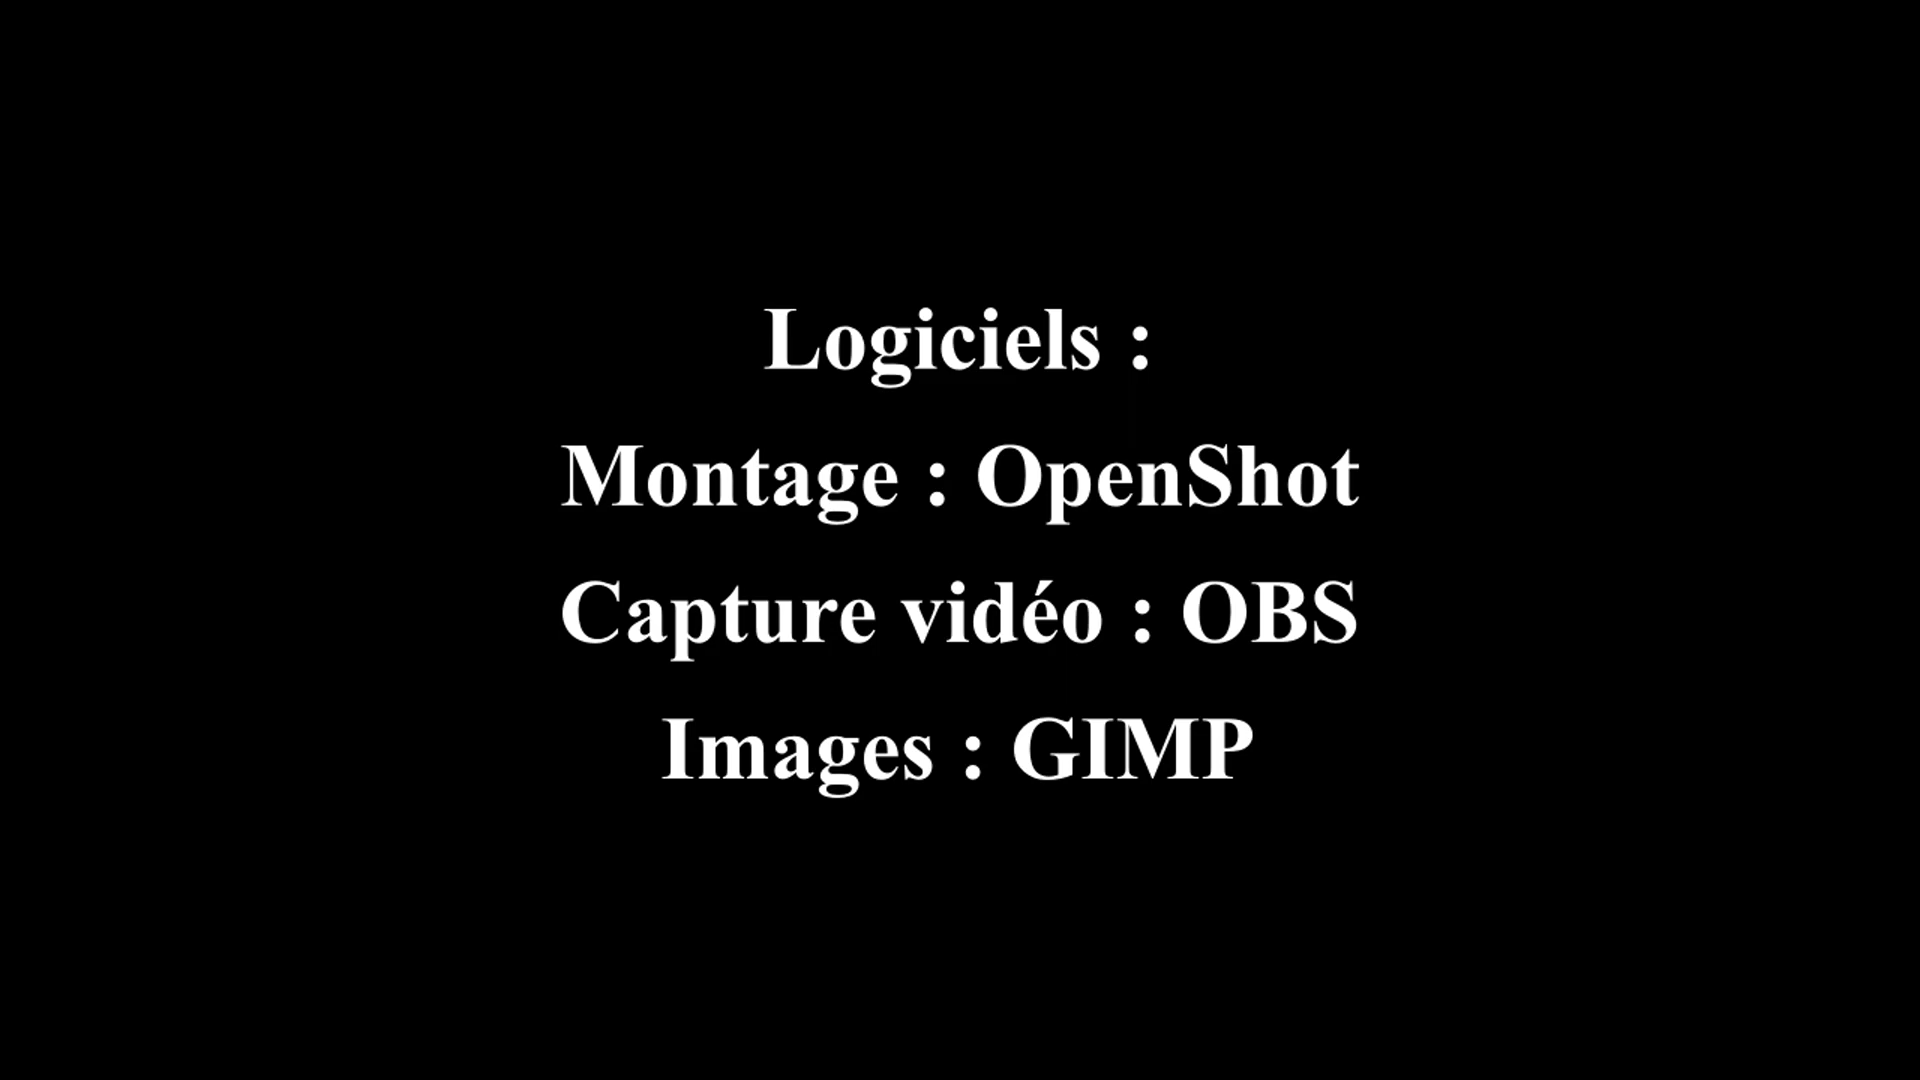 Logiciels :
Montage : OpenShot
Capture vidéo : OBS
Images : GIMP